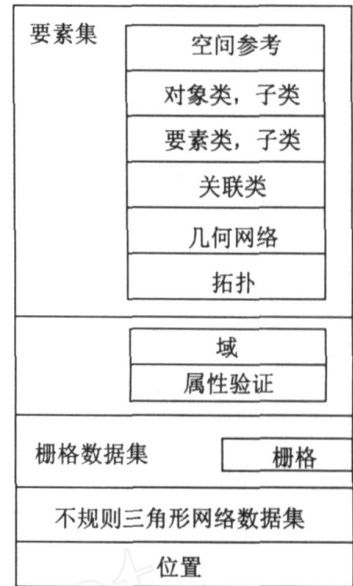 要素集
空间参考
对象类，子类
要素类，子类
关联类
几何网络
拓扑
域
属性验证
栅格数据集
栅格
不规则三角形网络数据集
位置